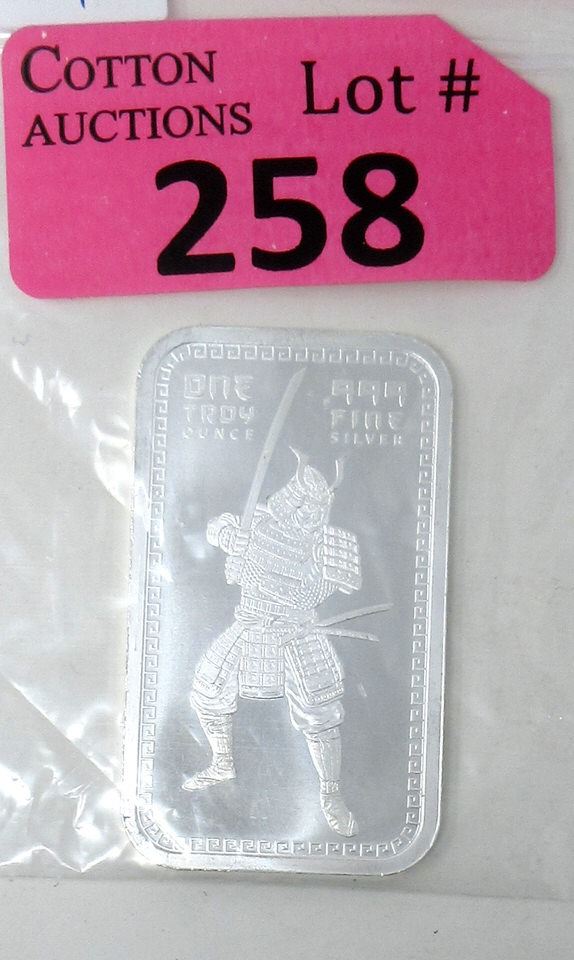 COTTON
AUCTIONS
Lot #
258
ONE
TROY
OUNCE
.999
FINE
SILVER